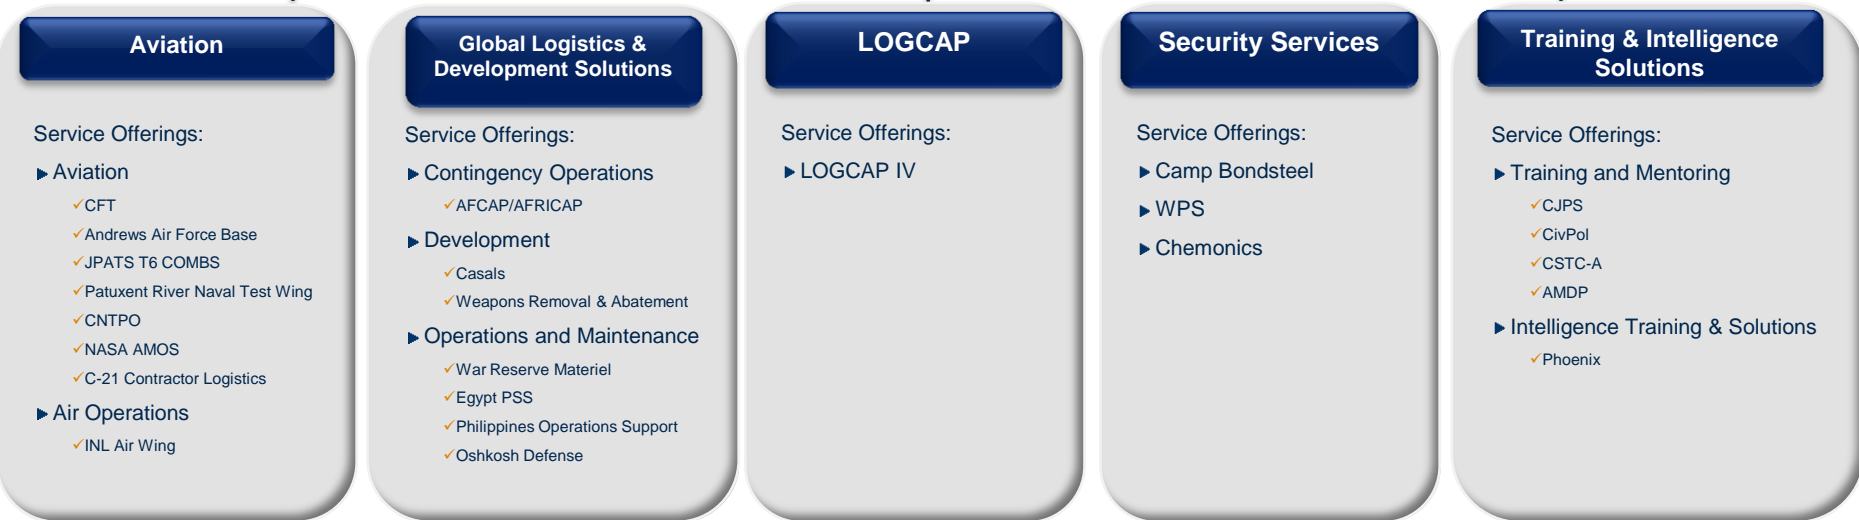 Aviation
Service Offerings:
Aviation
CFT
Andrews Air Force Base
JPATS T6 COMBS
Patuxent River Naval Test Wing
CNTPO
NASA AMOS
C-21 Contractor Logistics
Air Operations
INL Air Wing
Global Logistics &
Development Solutions
Service Offerings:
Contingency Operations
AFCAP/AFRICAP
Development
Casals
Weapons Removal & Abatement
Operations and Maintenance
War Reserve Materiel
Egypt PSS
Philippines Operations Support
Oshkosh Defense
LOGCAP
Service Offerings:
LOGCAP IV
Security Services
Service Offerings:
Camp Bondsteel
WPS
Chemonics
Training & Intelligence
Solutions
Service Offerings:
Training and Mentoring
CJPS
CivPol
CSTC-A
AMDP
Intelligence Training & Solutions
Phoenix